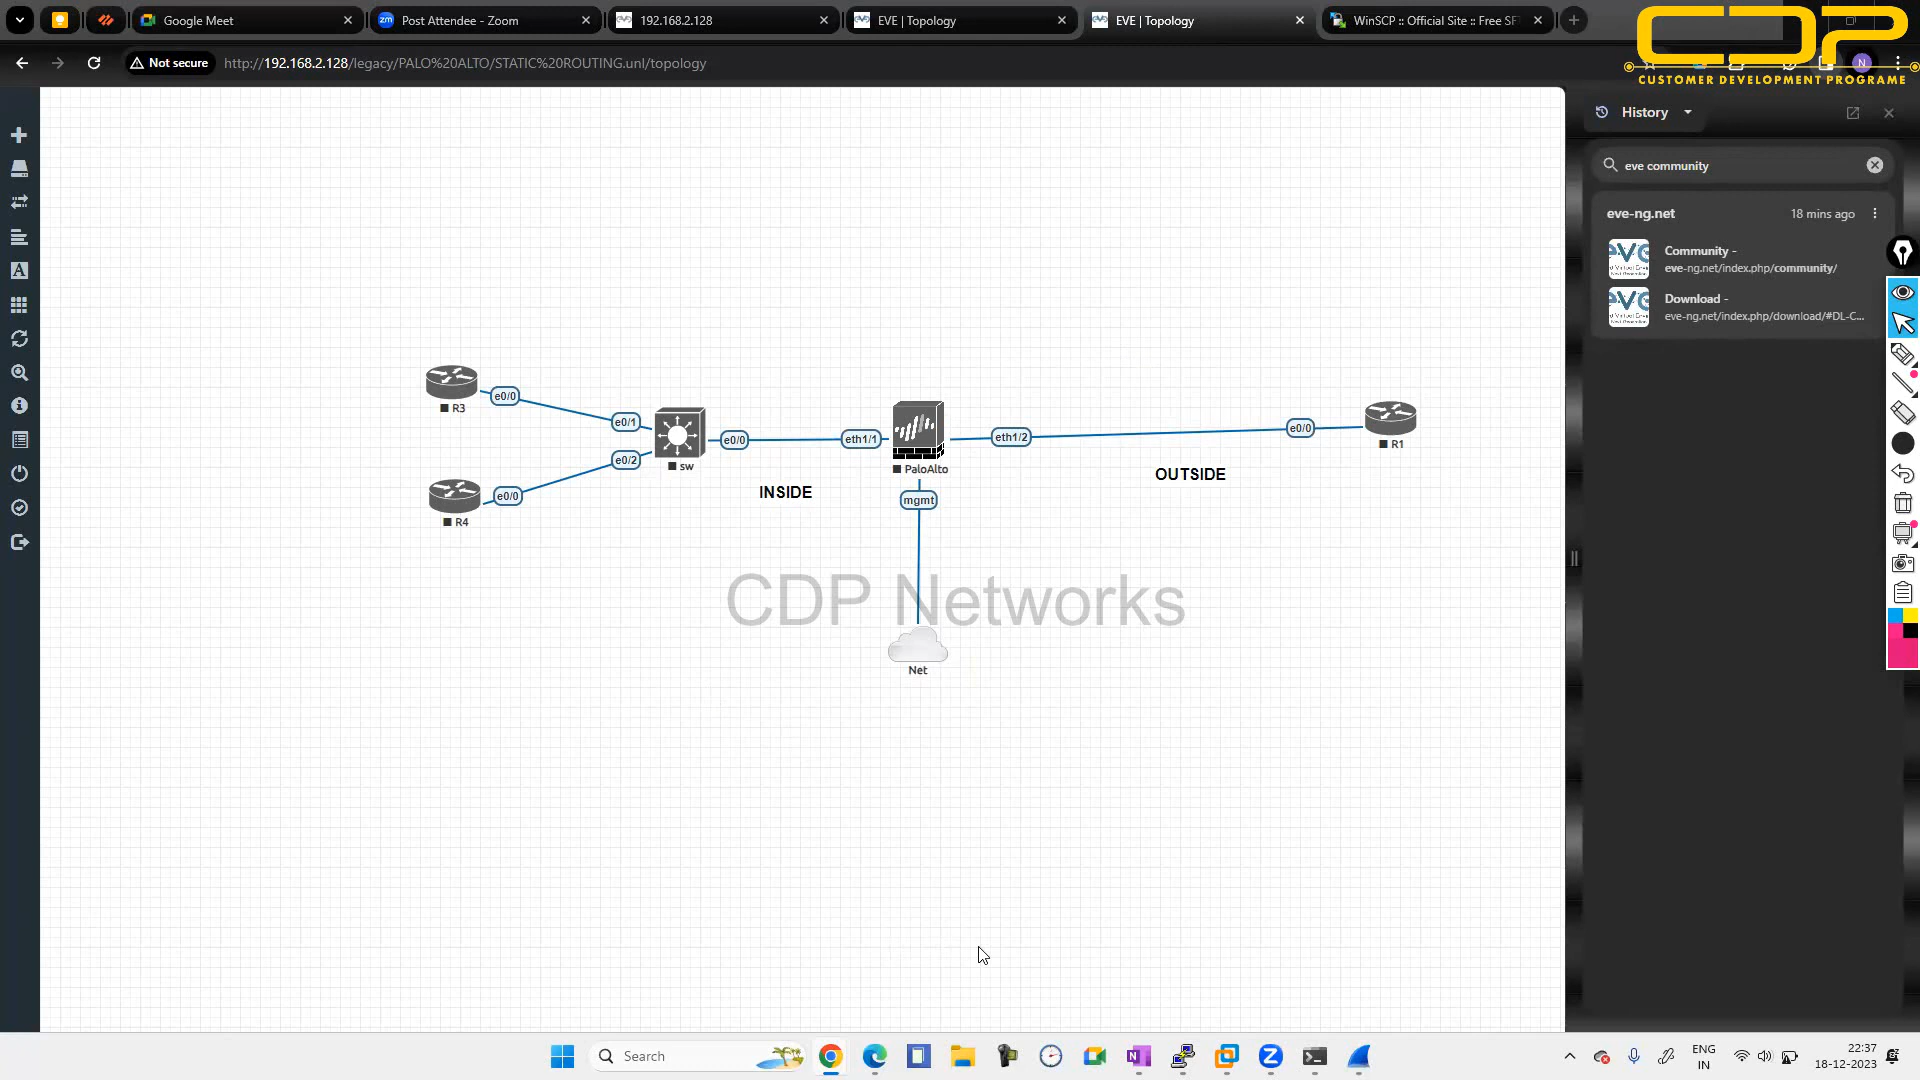 Google Meet
Post Attendee - Zoom
192.168.2.128
EVE | Topology
EVE | Topology
WinSCP :: Official Site :: Free SF
CDP
CUSTOMER DEVELOPMENT PROGRAME
Not secure
http://192.168.2.128/legacy/PALO%20ALTO/STATIC%20ROUTING.unl/topology
N
History
eve community
eve-ng.net
18 mins ago
Community -
eve-ng.net/index.php/community/
Download -
eve-ng.net/index.php/download/#DL-C...
R3
e0/0
e0/1
sw
e0/0
e0/2
R4
e0/0
eth1/1
PaloAlto
eth1/2
e0/0
R1
INSIDE
OUTSIDE
mgmt
CDP Networks
Net
Search
ENG
IN
22:37
18-12-2023